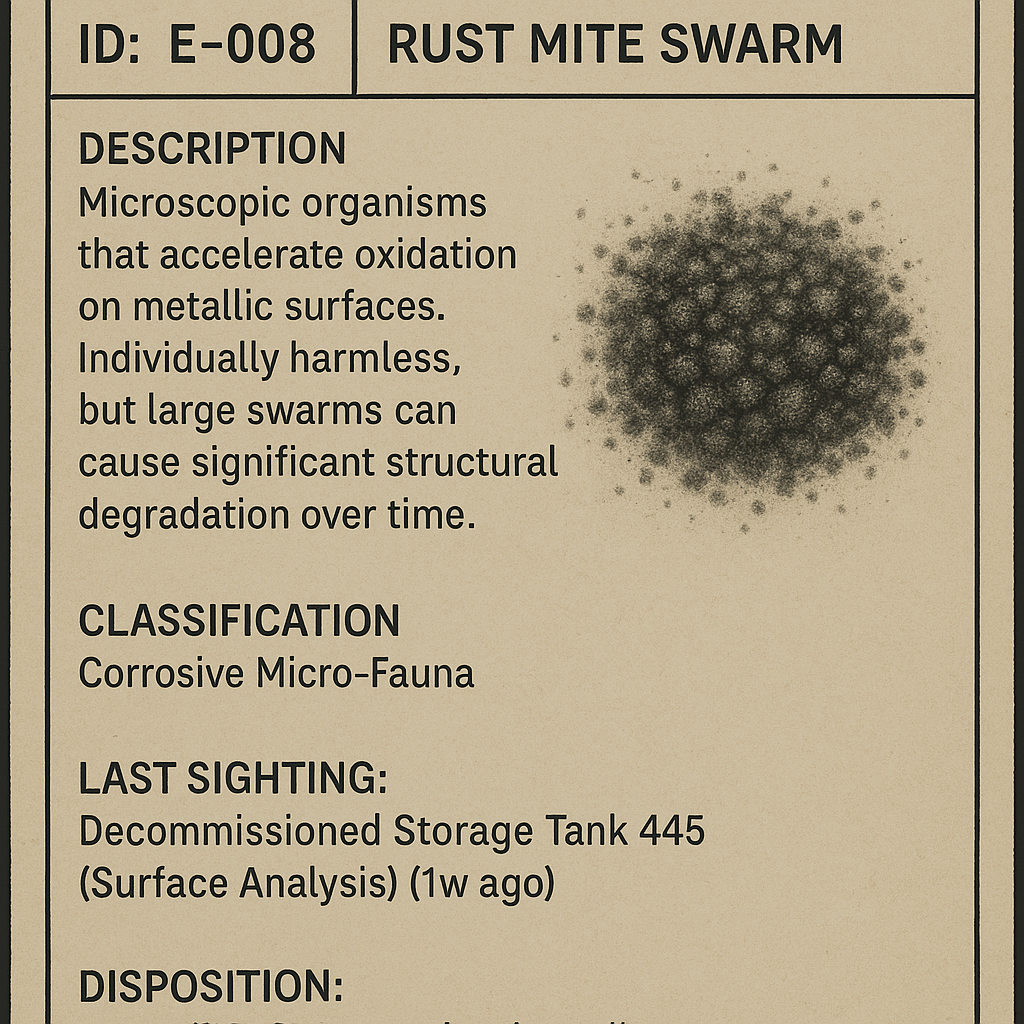 ID: E-008
RUST MITE SWARM
DESCRIPTION
Microscopic organisms
that accelerate oxidation
on metallic surfaces.
Individually harmless,
but large swarms can
cause significant structural
degradation over time.
CLASSIFICATION
Corrosive Micro-Fauna
LAST SIGHTING:
Decommissioned Storage Tank 445
(Surface Analysis) (1w ago)
DISPOSITION: